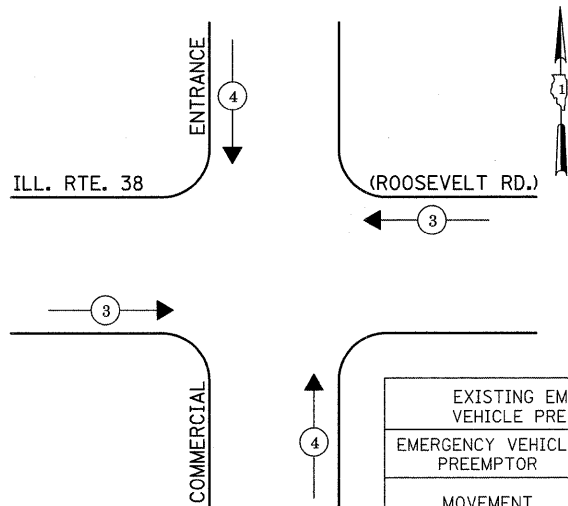 ENTRANCE
4
1
ILL. RTE. 38
(ROOSEVELT RD.)
3
3
COMMERCIAL
4
EXISTING EM
VEHICLE PRE
EMERGENCY VEHICL
PREEMPTOR
MOVEMENT